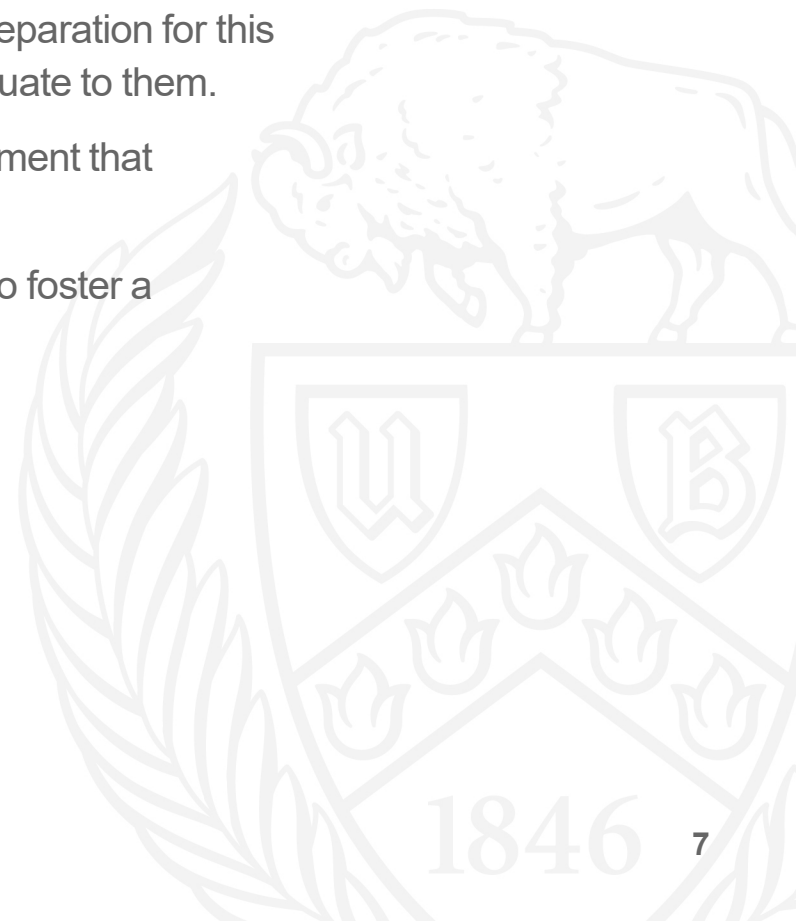 eparation for this
uate to them.
ment that
o foster a
U B
1846
7